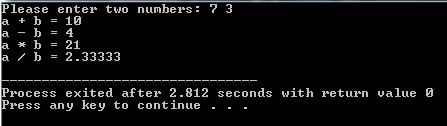 Please enter two numbers: 7 3
a + b = 10
a - b = 4
a * b = 21
a / b = 2.33333
--------------------------------
Process exited after 2.812 seconds with return value 0
Press any key to continue . . .